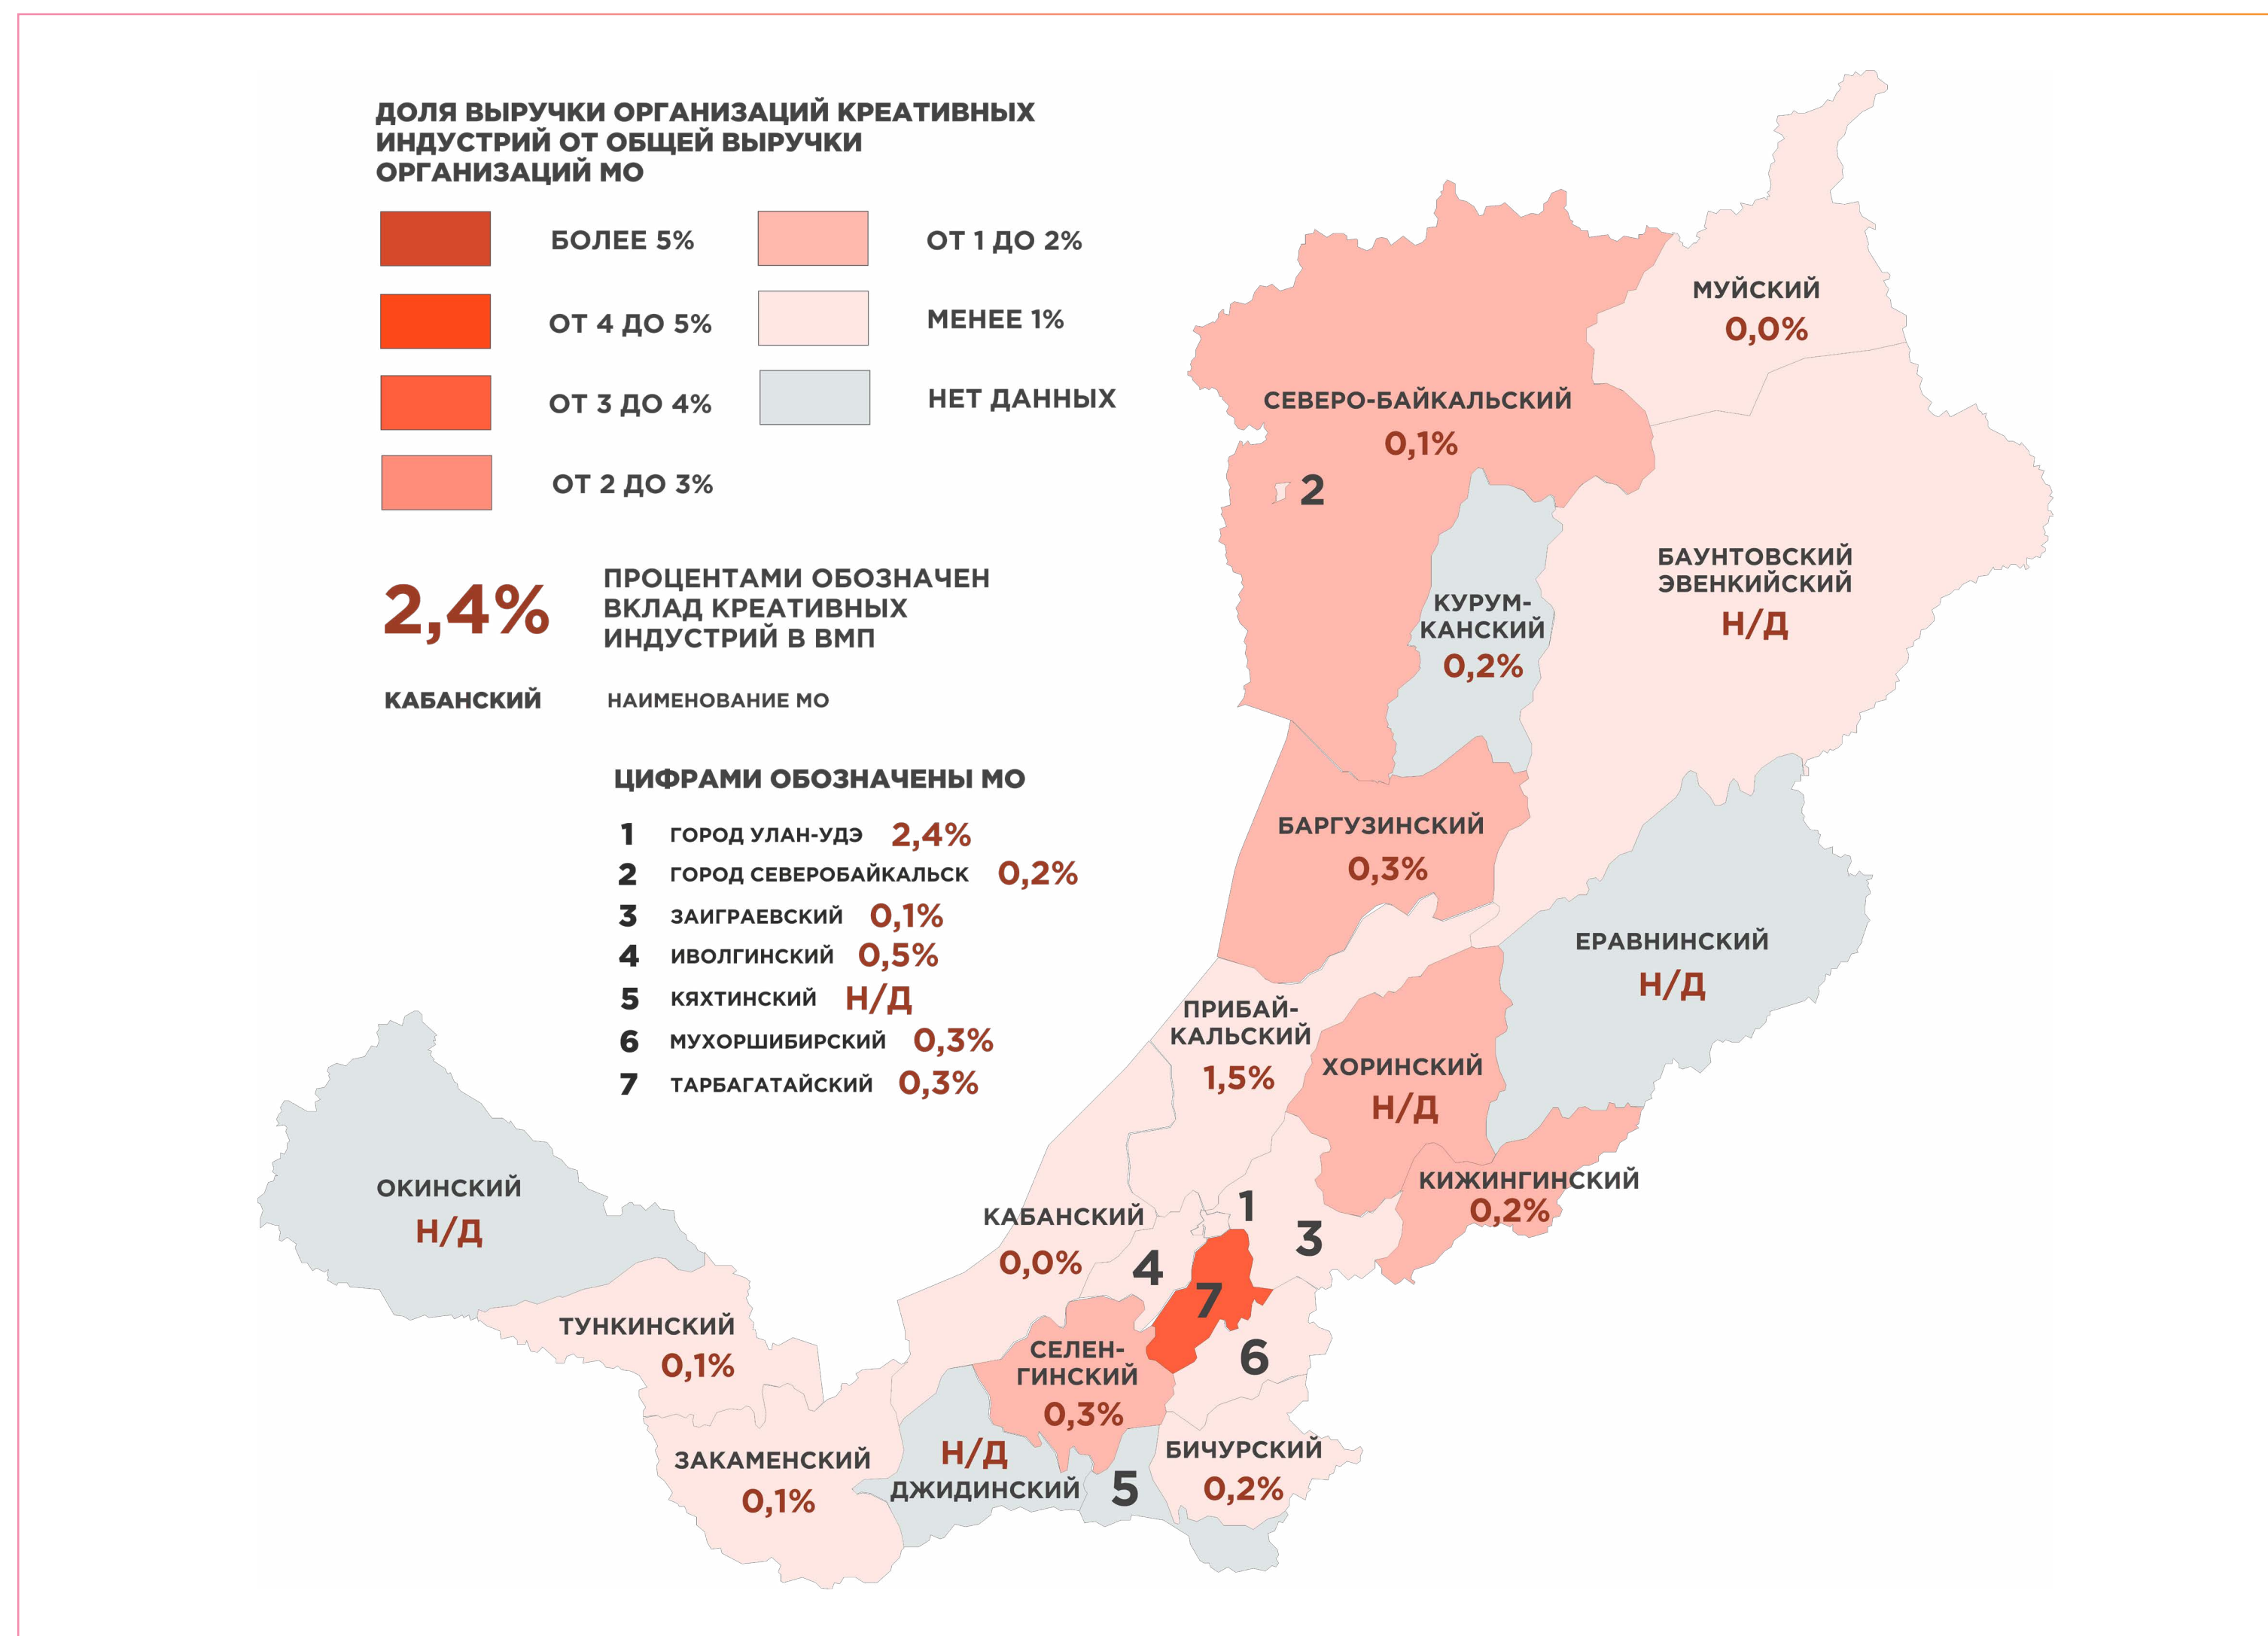 ДОЛЯ ВЫРУЧКИ ОРГАНИЗАЦИЙ КРЕАТИВНЫХ
ИНДУСТРИЙ ОТ ОБЩЕЙ ВЫРУЧКИ
ОРГАНИЗАЦИЙ МО
БОЛЕЕ 5%
ОТ 4 ДО 5%
ОТ 3 ДО 4%
ОТ 2 ДО 3%
ОТ 1 ДО 2%
МЕНЕЕ 1%
НЕТ ДАННЫХ
2,4%
ПРОЦЕНТАМИ ОБОЗНАЧЕН
ВКЛАД КРЕАТИВНЫХ
ИНДУСТРИЙ В ВМП
КАБАНСКИЙ
НАИМЕНОВАНИЕ МО
ЦИФРАМИ ОБОЗНАЧЕНЫ МО
1 ГОРОД УЛАН-УДЭ 2,4%
2 ГОРОД СЕВЕРОБАЙКАЛЬСК 0,2%
3 ЗАИГРАЕВСКИЙ 0,1%
4 ИВОЛГИНСКИЙ 0,5%
5 КЯХТИНСКИЙ Н/Д
6 МУХОРШИБИРСКИЙ 0,3%
7 ТАРБАГАТАЙСКИЙ 0,3%
МУЙСКИЙ
0,0%
СЕВЕРО-БАЙКАЛЬСКИЙ
0,1%
2
БАУНТОВСКИЙ
ЭВЕНКИЙСКИЙ
Н/Д
КУРУМ-
КАНСКИЙ
0,2%
БАРГУЗИНСКИЙ
0,3%
ЕРАВНИНСКИЙ
Н/Д
ПРИБАЙ-
КАЛЬСКИЙ
1,5%
ХОРИНСКИЙ
Н/Д
КИЖИНГИНСКИЙ
0,2%
ОКИНСКИЙ
Н/Д
КАБАНСКИЙ
0,0%
1
3
4
7
ТУНКИНСКИЙ
0,1%
СЕЛЕН-
ГИНСКИЙ
0,3%
6
ЗАКАМЕНСКИЙ
0,1%
Н/Д
ДЖИДИНСКИЙ
5
БИЧУРСКИЙ
0,2%